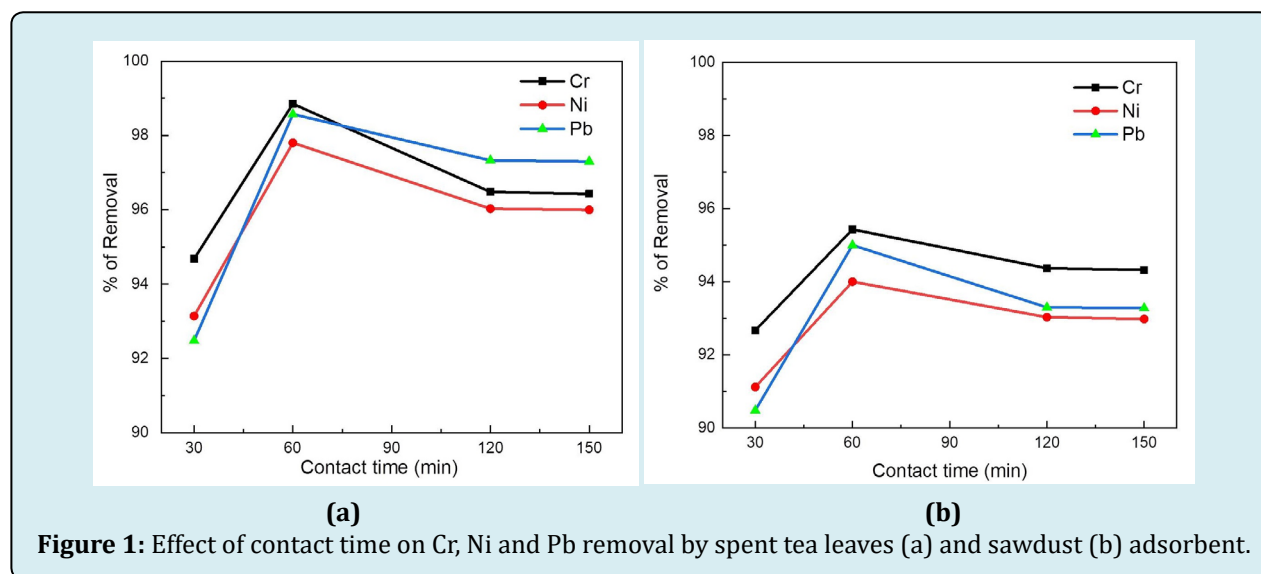 100
98
96
94
92
90
% of Removal
Cr
Ni
Pb
30 60 90 120 150
Contact time (min)
(a)
100
98
96
94
92
90
% of Removal
Cr
Ni
Pb
30 60 90 120 150
Contact time (min)
(b)
Figure 1: Effect of contact time on Cr, Ni and Pb removal by spent tea leaves (a) and sawdust (b) adsorbent.